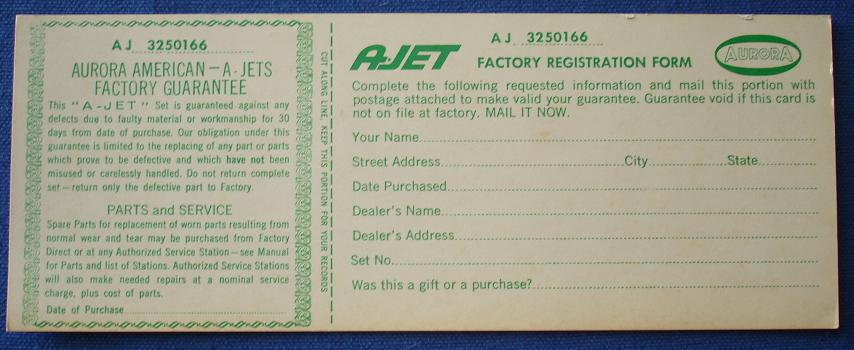 AJ 3250166
AURORA AMERICAN—A-JETS
FACTORY GUARANTEE
This "A-JET" Set is guaranteed against any
defects due to faulty material or workmanship for 30
days from date of purchase. Our obligation under this
guarantee is limited to the replacing of any part or parts
which prove to be defective and which have not been
misused or carelessly handled. Do not return complete
set—return only the defective part to Factory.
PARTS and SERVICE
Spare Parts for replacement of worn parts resulting from
normal wear and tear may be purchased from Factory
Direct or at any Authorized Service Station—see Manual
for Parts and list of Stations. Authorized Service Stations
will also make needed repairs at a nominal service
charge, plus cost of parts.
Date of Purchase
CUT ALONG LINE. KEEP THIS PORTION FOR YOUR RECORDS
AJ 3250166
A-JET FACTORY REGISTRATION FORM
AURORA
Complete the following requested information and mail this portion with
postage attached to make valid your guarantee. Guarantee void if this card is
not on file at factory. MAIL IT NOW.
Your Name
Street Address City State
Date Purchased
Dealer's Name
Dealer's Address
Set No.
Was this a gift or a purchase?